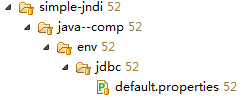 simple-jndi 52
java--comp 52
env 52
jdbc 52
default.properties 52